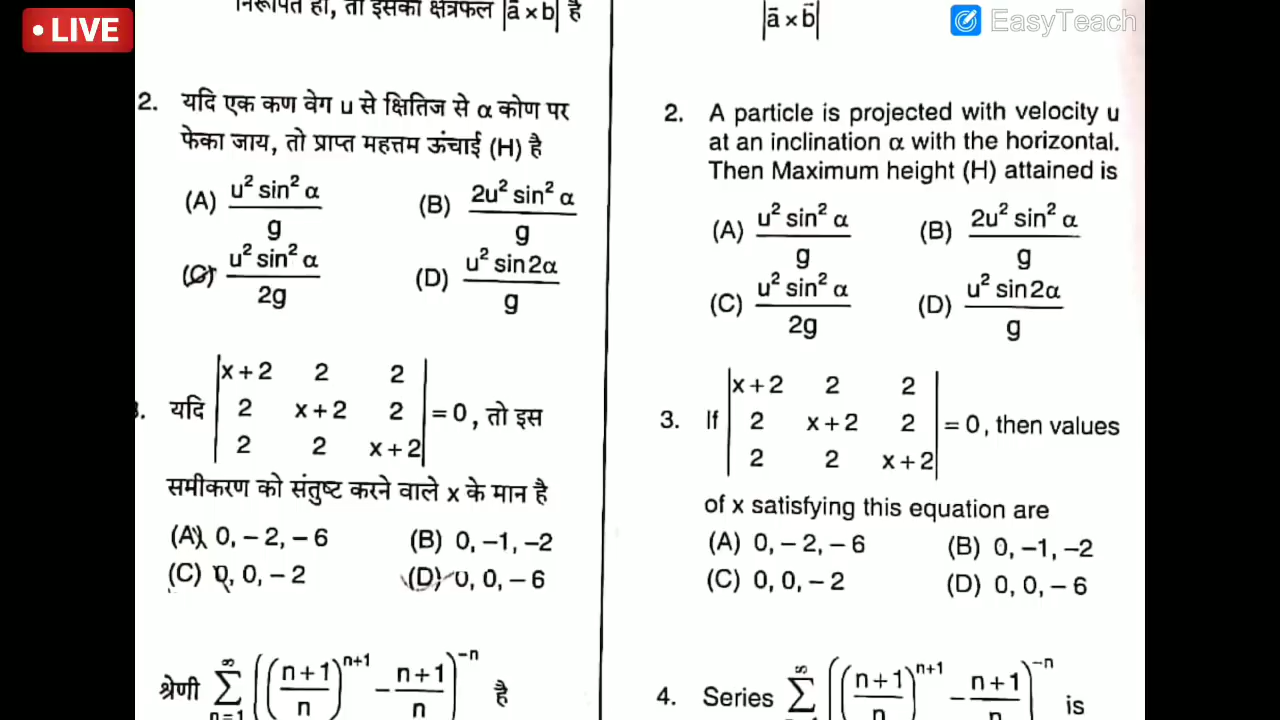 LIVE
EasyTeach
निरूपित हो, तो इसका क्षेत्रफल |a × b| है
2. यदि एक कण वेग u से क्षितिज से α कोण पर
फेका जाय, तो प्राप्त महत्तम ऊंचाई (H) है
(A) u² sin² α / g (B) 2u² sin² α / g
(C) u² sin² α / 2g (D) u² sin2α / g
यदि | x+2 2 2 |
| 2 x+2 2 | = 0, तो इस
| 2 2 x+2 |
समीकरण को संतुष्ट करने वाले x के मान है
(A) 0, – 2, – 6 (B) 0, –1, –2
(C) 0, 0, – 2 (D) 0, 0, – 6
श्रेणी ∑ n=1 ∞ (((n+1)/n)^(n+1) – (n+1)/n)^(–n) है
|a⃗ × b⃗|
2. A particle is projected with velocity u
at an inclination α with the horizontal.
Then Maximum height (H) attained is
(A) u² sin² α / g (B) 2u² sin² α / g
(C) u² sin² α / 2g (D) u² sin2α / g
3. If | x+2 2 2 |
| 2 x+2 2 | = 0, then values
| 2 2 x+2 |
of x satisfying this equation are
(A) 0, – 2, – 6 (B) 0, –1, –2
(C) 0, 0, – 2 (D) 0, 0, – 6
4. Series ∑ ∞ (((n+1)/n)^(n+1) – (n+1)/n)^(–n) is